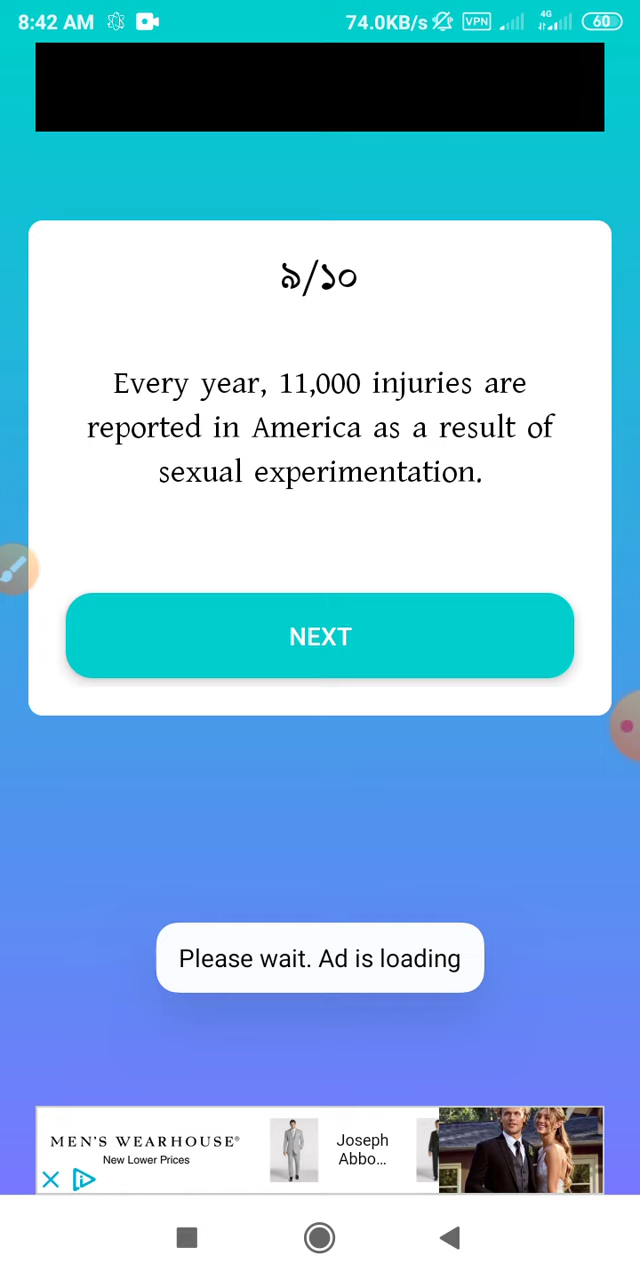 8:42 AM 74.0KB/s VPN 4G 60
৯/১০
Every year, 11,000 injuries are
reported in America as a result of
sexual experimentation.
NEXT
Please wait. Ad is loading
MEN'S WEARHOUSE®
New Lower Prices
Joseph
Abbo...